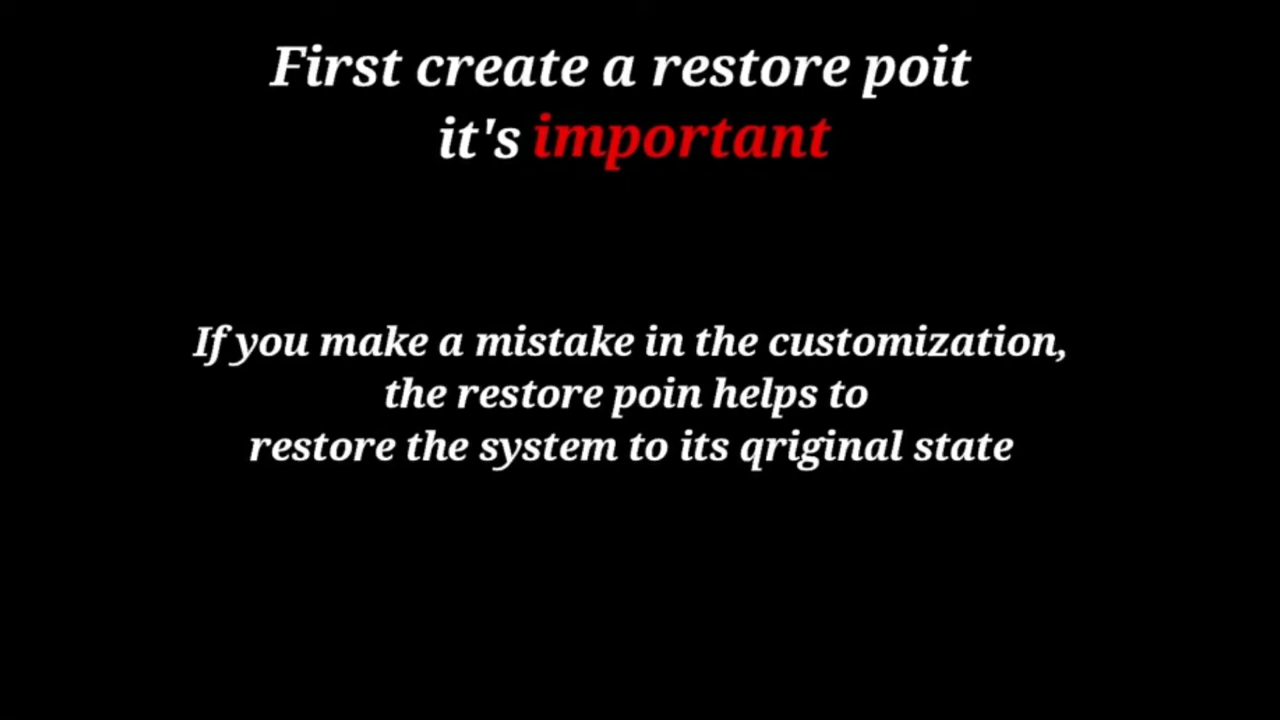 First create a restore poit
it's important
If you make a mistake in the customization,
the restore poin helps to
restore the system to its qriginal state